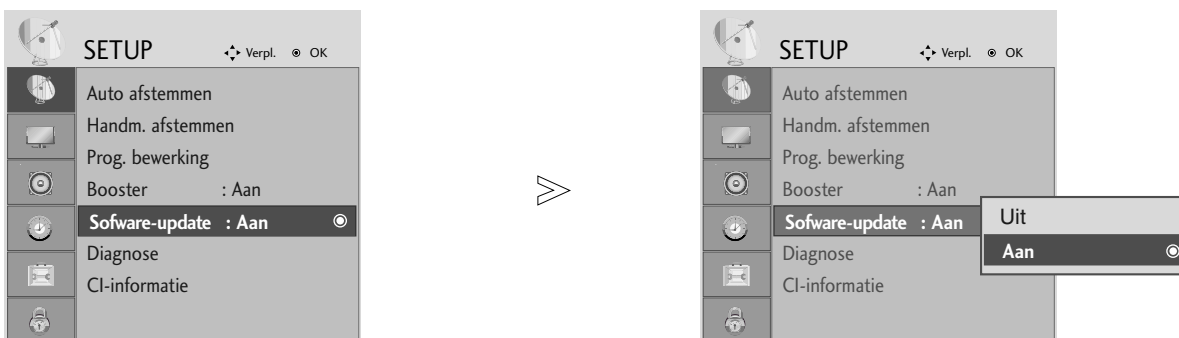 SETUP Verpl. OK
Auto afstemmen
Handm. afstemmen
Prog. bewerking
Booster : Aan
Sofware-update : Aan
Diagnose
CI-informatie
SETUP Verpl. OK
Auto afstemmen
Handm. afstemmen
Prog. bewerking
Booster : Aan
Sofware-update : Aan
Diagnose
CI-informatie
Uit
Aan